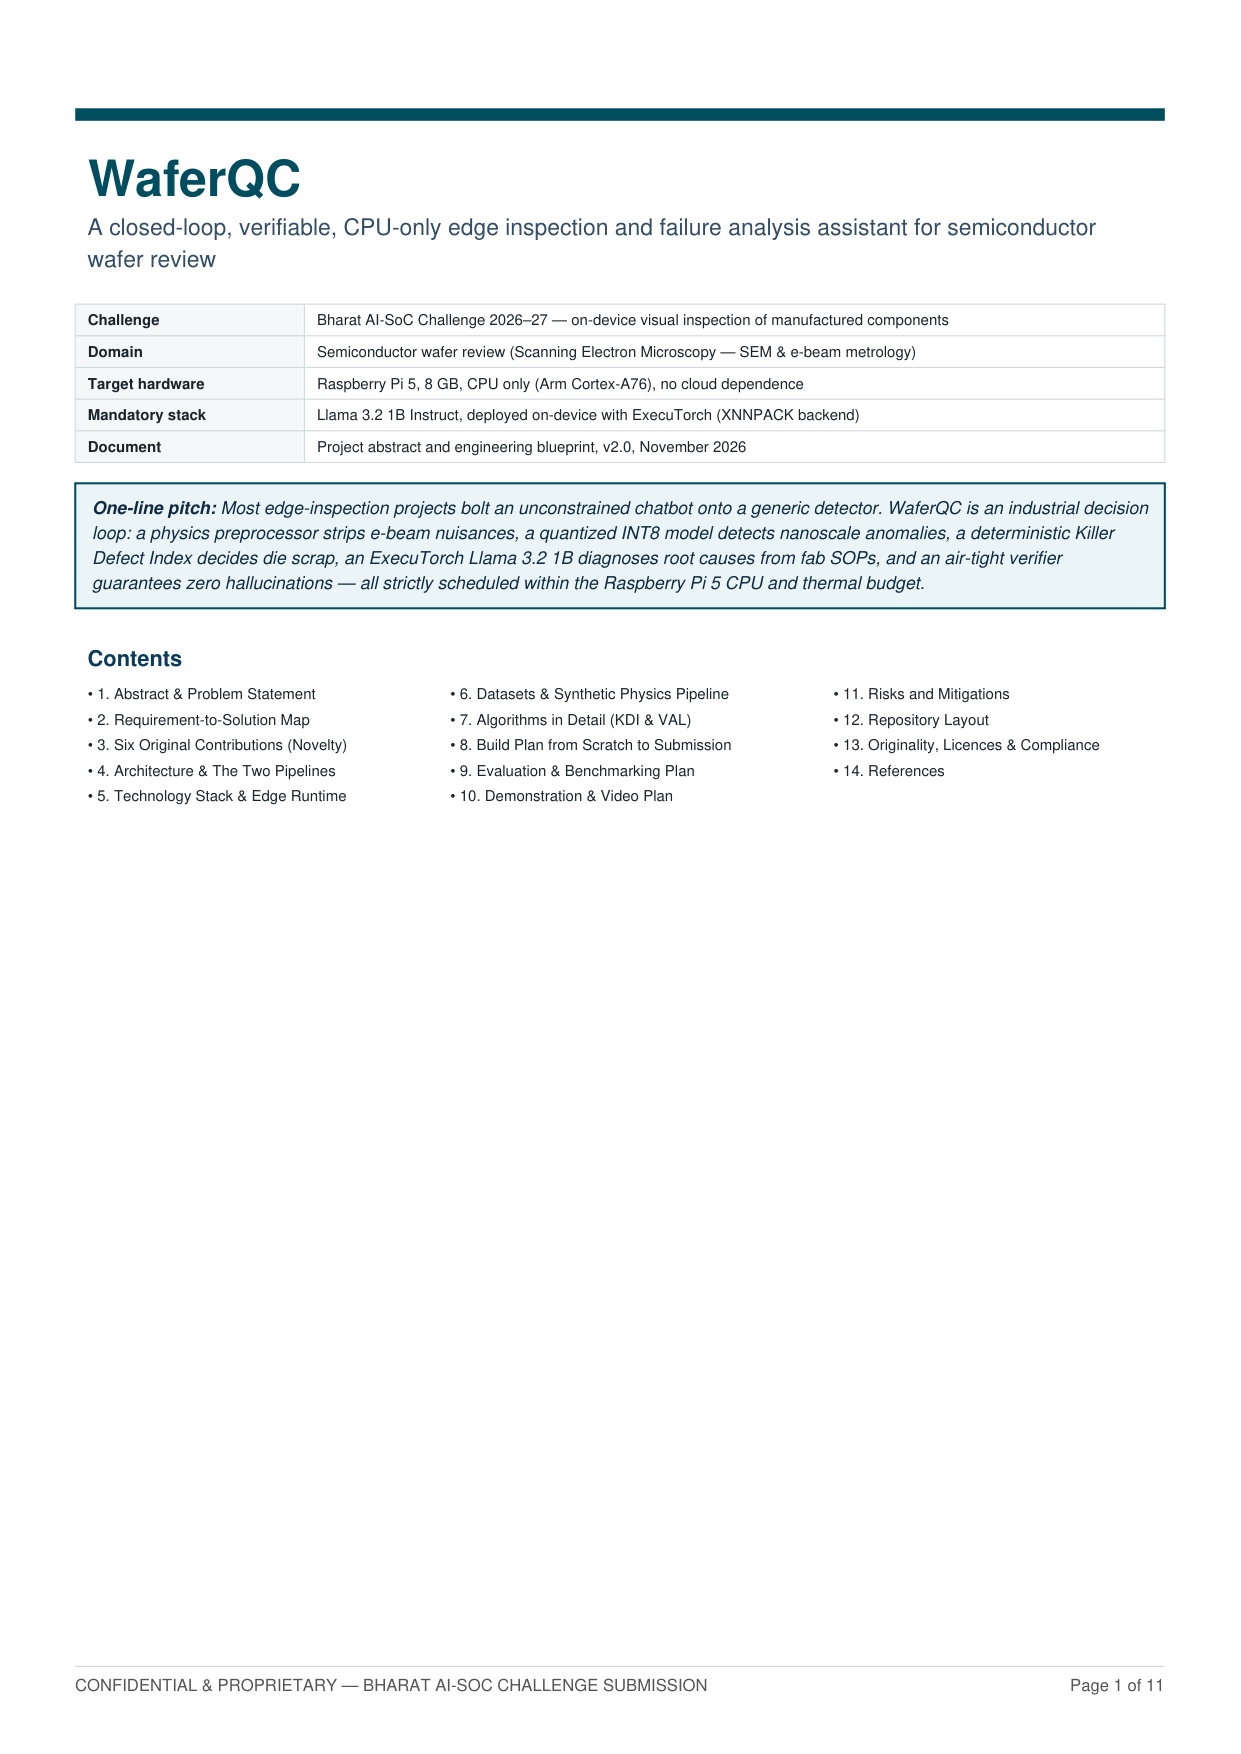 WaferQC
A closed-loop, verifiable, CPU-only edge inspection and failure analysis assistant for semiconductor
wafer review
Challenge Bharat AI-SoC Challenge 2026–27 — on-device visual inspection of manufactured components
Domain Semiconductor wafer review (Scanning Electron Microscopy — SEM & e-beam metrology)
Target hardware Raspberry Pi 5, 8 GB, CPU only (Arm Cortex-A76), no cloud dependence
Mandatory stack Llama 3.2 1B Instruct, deployed on-device with ExecuTorch (XNNPACK backend)
Document Project abstract and engineering blueprint, v2.0, November 2026
One-line pitch: Most edge-inspection projects bolt an unconstrained chatbot onto a generic detector. WaferQC is an industrial decision
loop: a physics preprocessor strips e-beam nuisances, a quantized INT8 model detects nanoscale anomalies, a deterministic Killer
Defect Index decides die scrap, an ExecuTorch Llama 3.2 1B diagnoses root causes from fab SOPs, and an air-tight verifier
guarantees zero hallucinations — all strictly scheduled within the Raspberry Pi 5 CPU and thermal budget.
Contents
• 1. Abstract & Problem Statement
• 2. Requirement-to-Solution Map
• 3. Six Original Contributions (Novelty)
• 4. Architecture & The Two Pipelines
• 5. Technology Stack & Edge Runtime
• 6. Datasets & Synthetic Physics Pipeline
• 7. Algorithms in Detail (KDI & VAL)
• 8. Build Plan from Scratch to Submission
• 9. Evaluation & Benchmarking Plan
• 10. Demonstration & Video Plan
• 11. Risks and Mitigations
• 12. Repository Layout
• 13. Originality, Licences & Compliance
• 14. References
CONFIDENTIAL & PROPRIETARY — BHARAT AI-SOC CHALLENGE SUBMISSION
Page 1 of 11